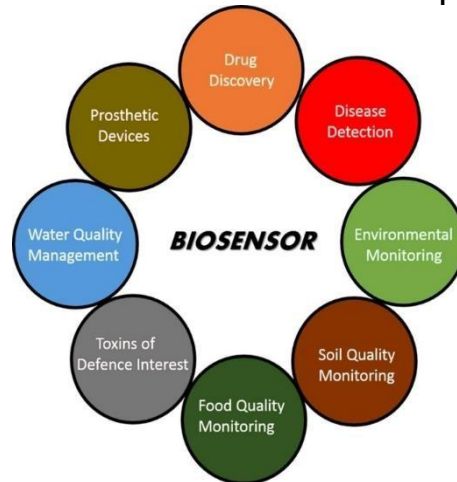 Drug
Discovery
Disease
Detection
Environmental
Monitoring
Soil Quality
Monitoring
Food Quality
Monitoring
Toxins of
Defence Interest
Water Quality
Management
Prosthetic
Devices
BIOSENSOR